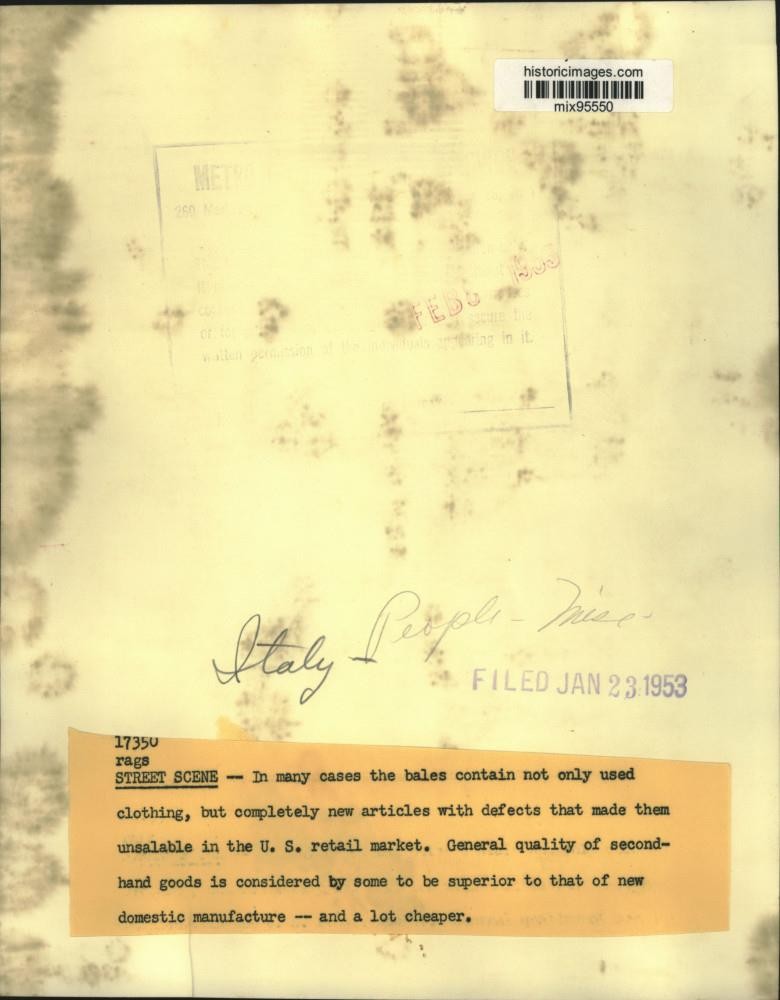 historicimages.com
mix95550
METRO
260
FEB 1953
or for
written permission of the individuals appearing in it.
Italy - People - Misc.
FILED JAN 23 1953
17350
rags
STREET SCENE -- In many cases the bales contain not only used
clothing, but completely new articles with defects that made them
unsalable in the U. S. retail market. General quality of second-
hand goods is considered by some to be superior to that of new
domestic manufacture -- and a lot cheaper.